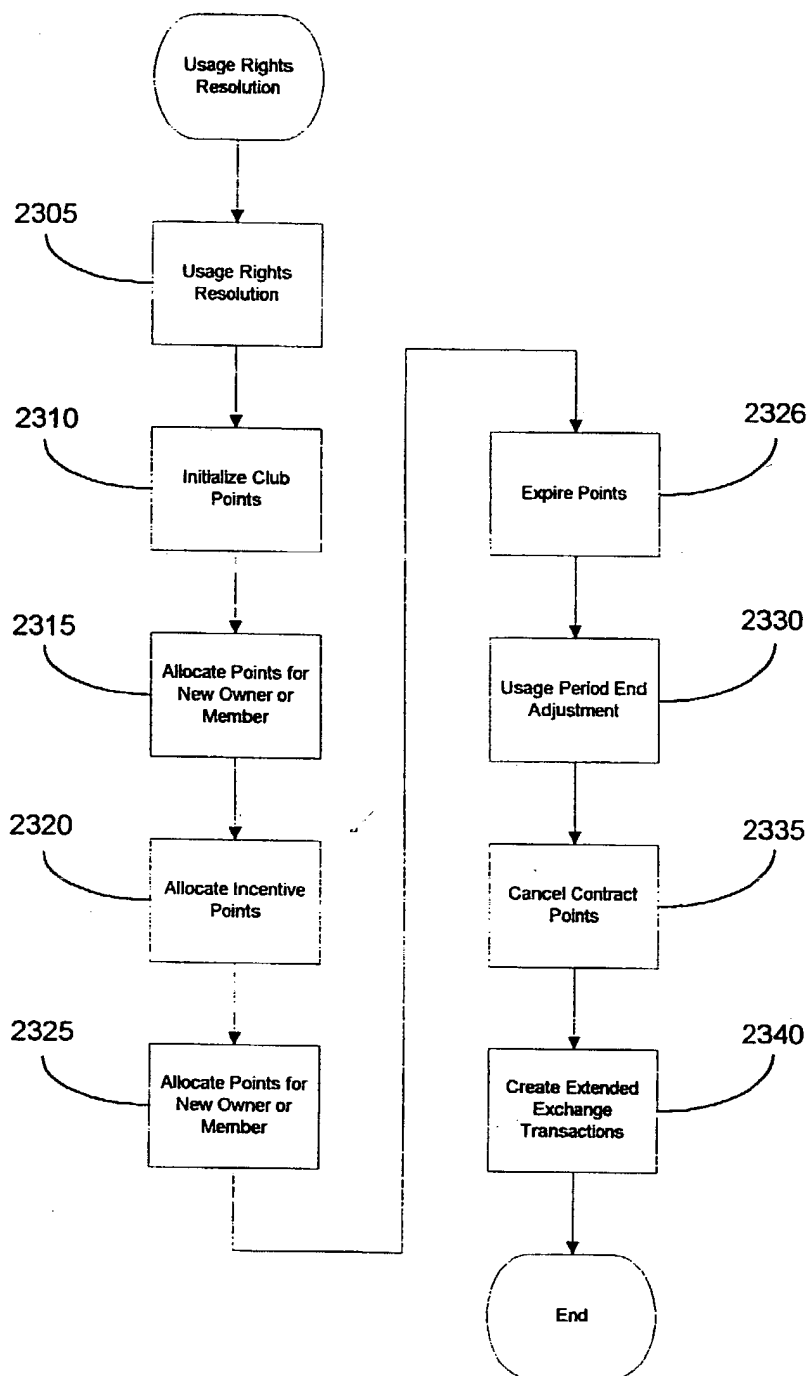 Usage Rights
Resolution
2305
Usage Rights
Resolution
2310
Initialize Club
Points
2315
Allocate Points for
New Owner or
Member
2320
Allocate Incentive
Points
2325
Allocate Points for
New Owner or
Member
2326
Expire Points
2330
Usage Period End
Adjustment
2335
Cancel Contract
Points
2340
Create Extended
Exchange
Transactions
End